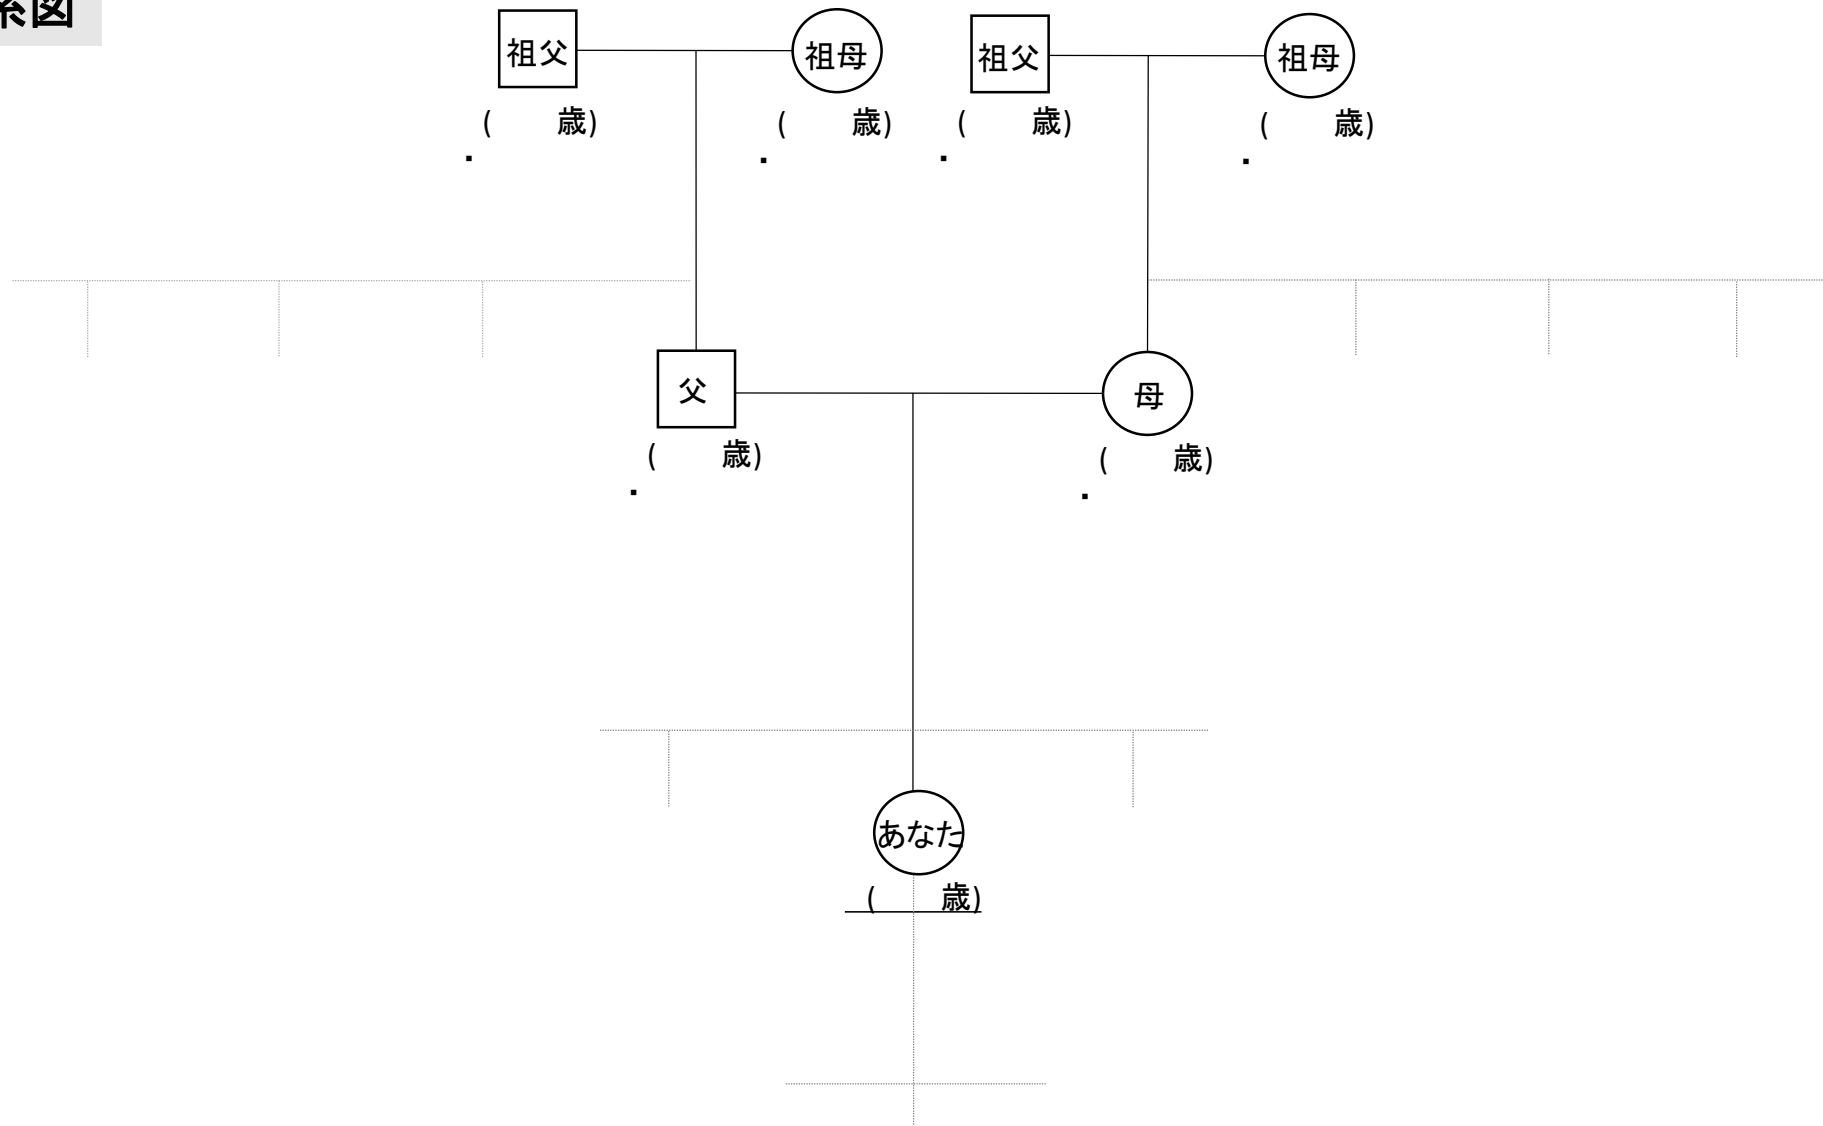 系図
祖父 祖母 祖父 祖母
( 歳) ( 歳) ( 歳) ( 歳)
父 母
( 歳) ( 歳)
あなた
( 歳)